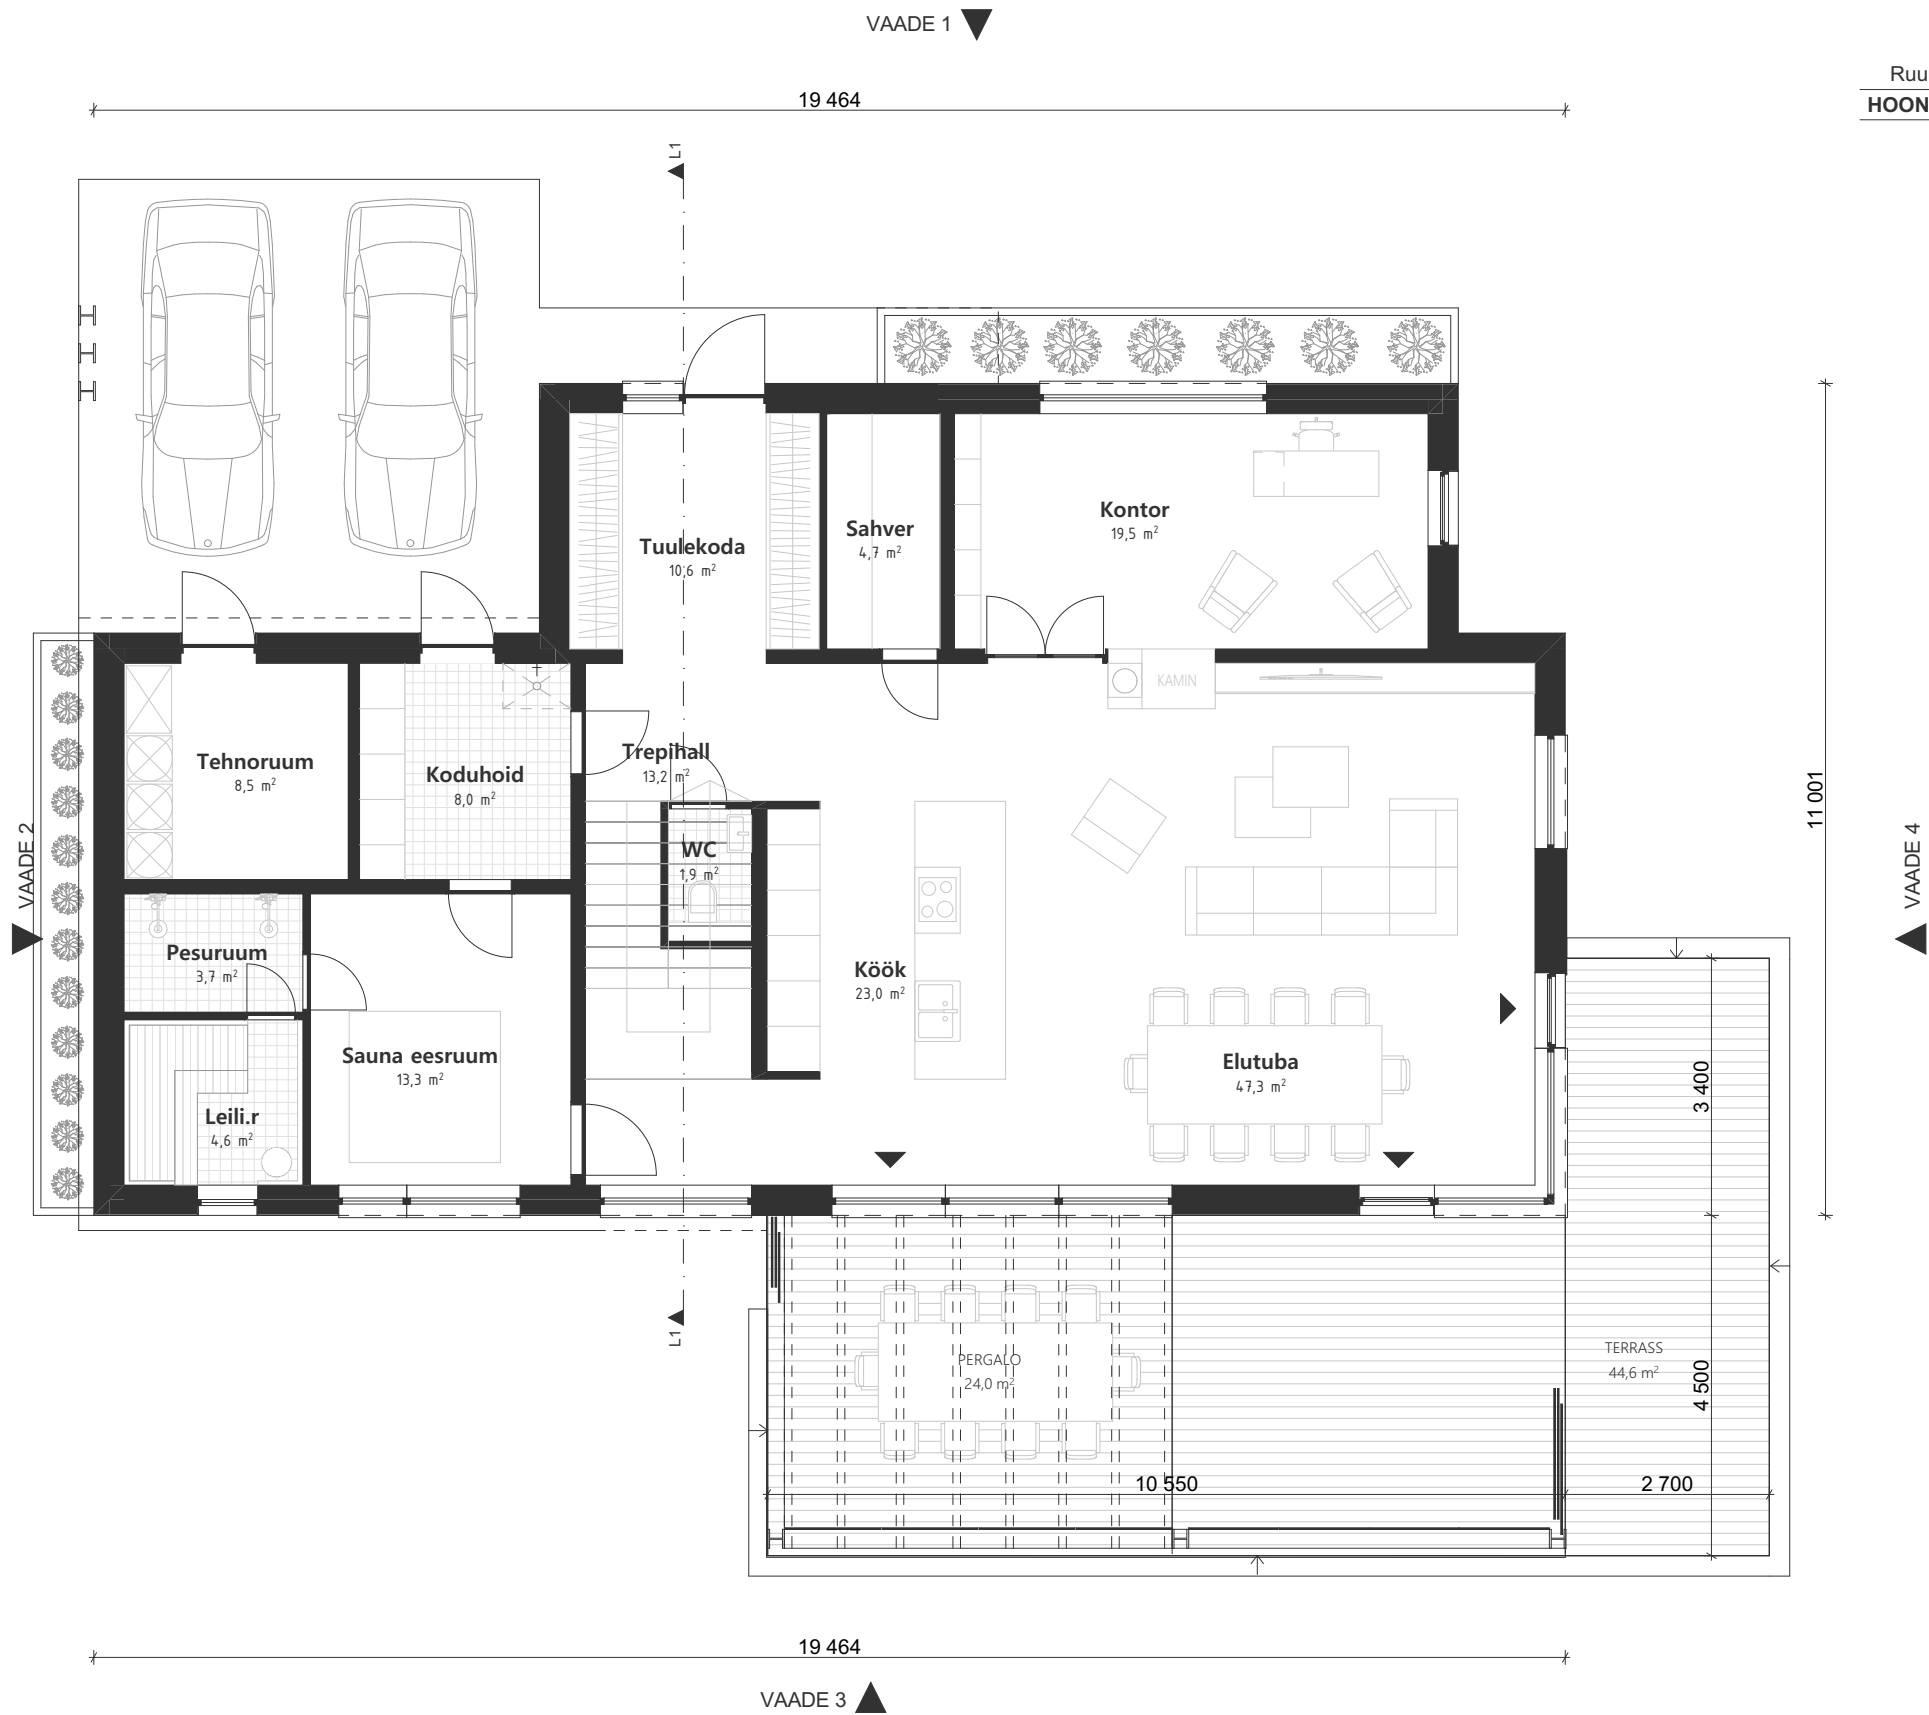 VAADE 1
Ruu
19 464
HOON
L1
Kontor
19,5 m²
Sahver
4,7 m²
Tuulekoda
10,6 m²
KAMIN
Trepihall
13,2 m²
Tehnoruum
8,5 m²
Koduhoid
8,0 m²
11 001
VAADE 2
WC
1,9 m²
VAADE 4
Pesuruum
3,7 m²
Köök
23,0 m²
Sauna eesruum
13,3 m²
Elutuba
47,3 m²
3 400
Leili.r
4,6 m²
L1
PERGALO
24,0 m²
TERRASS
44,6 m²
4 500
10 550
2 700
19 464
VAADE 3